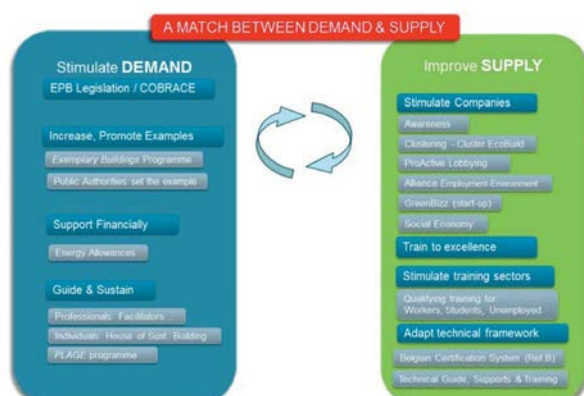 A MATCH BETWEEN DEMAND & SUPPLY
Stimulate DEMAND
EPB Legislation / COBRACE
Increase, Promote Examples
Exemplary Buildings Programme
Public Authorities set the example
Support Financially
Energy Allowances
Guide & Sustain
Professionals: Facilitators...
Individuals: House of Sust. Building
PLAGE programme
Improve SUPPLY
Stimulate Companies
Awareness
Clustering - Cluster EcoBuild
ProActive Lobbying
Alliance Employment-Environment
GreenBizz (start-up)
Social Economy
Train to excellence
Stimulate training sectors
Qualifying training for:
Workers, Students, Unemployed
Adapt technical framework
Belgian Certification System (Ref B)
Technical Guide, Supports & Training